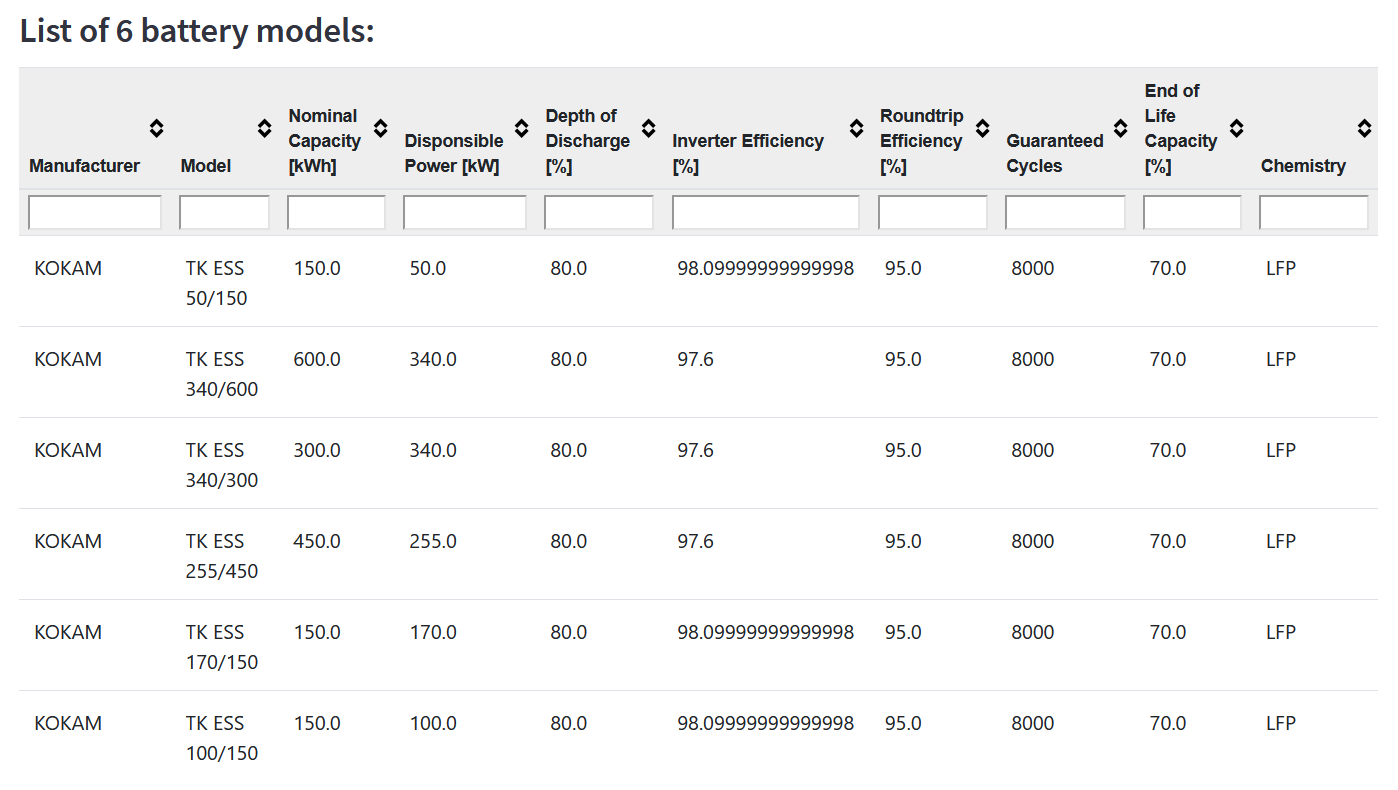 List of 6 battery models:
Manufacturer Model Nominal Capacity [kWh] Disponsible Power [kW] Depth of Discharge [%] Inverter Efficiency [%] Roundtrip Efficiency [%] Guaranteed Cycles End of Life Capacity [%] Chemistry
KOKAM TK ESS 50/150 150.0 50.0 80.0 98.09999999999998 95.0 8000 70.0 LFP
KOKAM TK ESS 340/600 600.0 340.0 80.0 97.6 95.0 8000 70.0 LFP
KOKAM TK ESS 340/300 300.0 340.0 80.0 97.6 95.0 8000 70.0 LFP
KOKAM TK ESS 255/450 450.0 255.0 80.0 97.6 95.0 8000 70.0 LFP
KOKAM TK ESS 170/150 150.0 170.0 80.0 98.09999999999998 95.0 8000 70.0 LFP
KOKAM TK ESS 100/150 150.0 100.0 80.0 98.09999999999998 95.0 8000 70.0 LFP